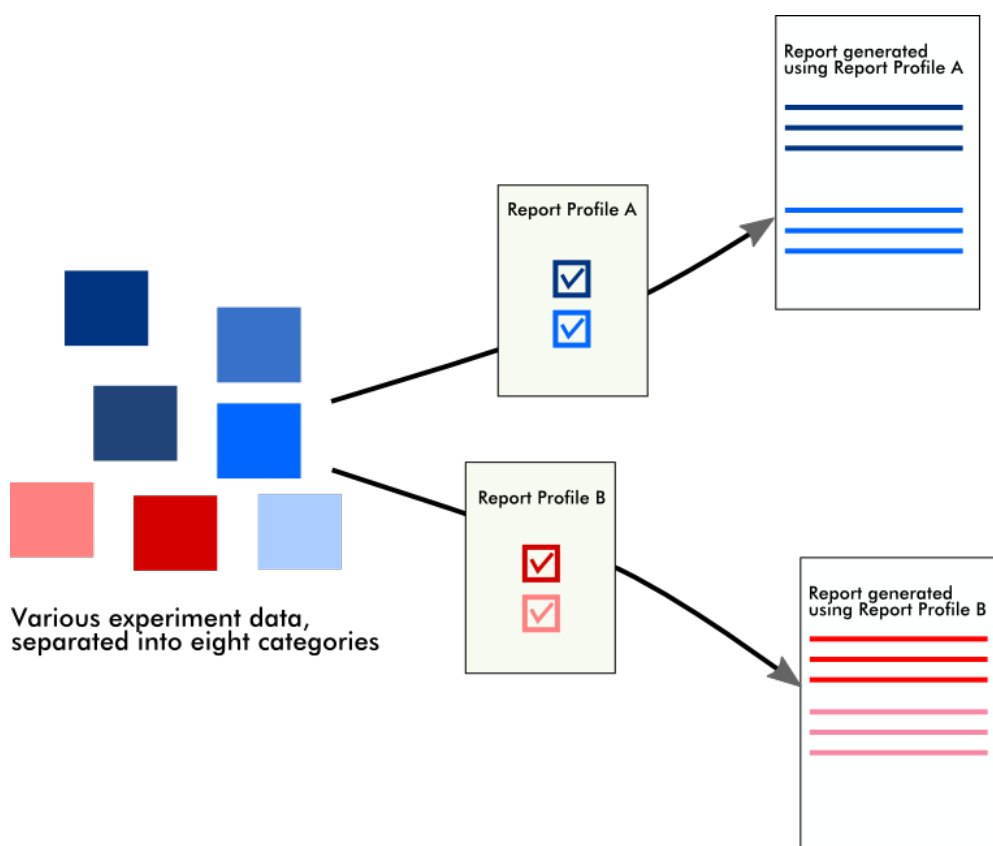 Report generated
using Report Profile A
Report Profile A
Report Profile B
Various experiment data,
separated into eight categories
Report generated
using Report Profile B